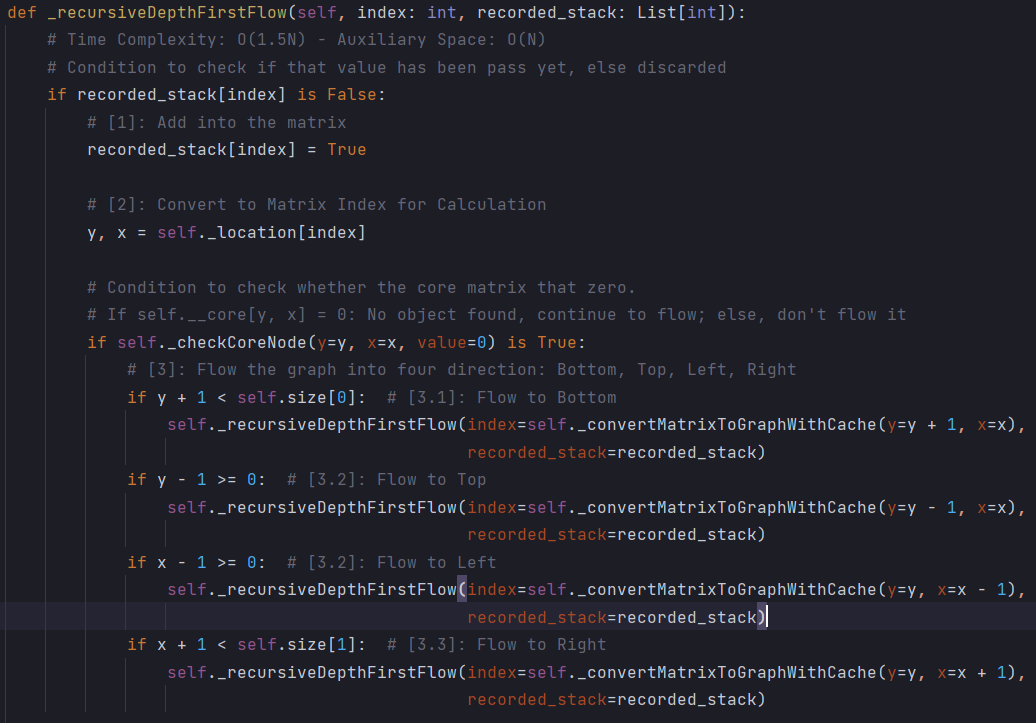 def _recursiveDepthFirstFlow(self, index: int, recorded_stack: List[int]):
# Time Complexity: O(1.5N) - Auxiliary Space: O(N)
# Condition to check if that value has been pass yet, else discarded
if recorded_stack[index] is False:
# [1]: Add into the matrix
recorded_stack[index] = True
# [2]: Convert to Matrix Index for Calculation
y, x = self._location[index]
# Condition to check whether the core matrix that zero.
# If self.__core[y, x] = 0: No object found, continue to flow; else, don't flow it
if self._checkCoreNode(y=y, x=x, value=0) is True:
# [3]: Flow the graph into four direction: Bottom, Top, Left, Right
if y + 1 < self.size[0]:  # [3.1]: Flow to Bottom
self._recursiveDepthFirstFlow(index=self._convertMatrixToGraphWithCache(y=y + 1, x=x),
recorded_stack=recorded_stack)
if y - 1 >= 0:  # [3.2]: Flow to Top
self._recursiveDepthFirstFlow(index=self._convertMatrixToGraphWithCache(y=y - 1, x=x),
recorded_stack=recorded_stack)
if x - 1 >= 0:  # [3.2]: Flow to Left
self._recursiveDepthFirstFlow(index=self._convertMatrixToGraphWithCache(y=y, x=x - 1),
recorded_stack=recorded_stack)
if x + 1 < self.size[1]:  # [3.3]: Flow to Right
self._recursiveDepthFirstFlow(index=self._convertMatrixToGraphWithCache(y=y, x=x + 1),
recorded_stack=recorded_stack)